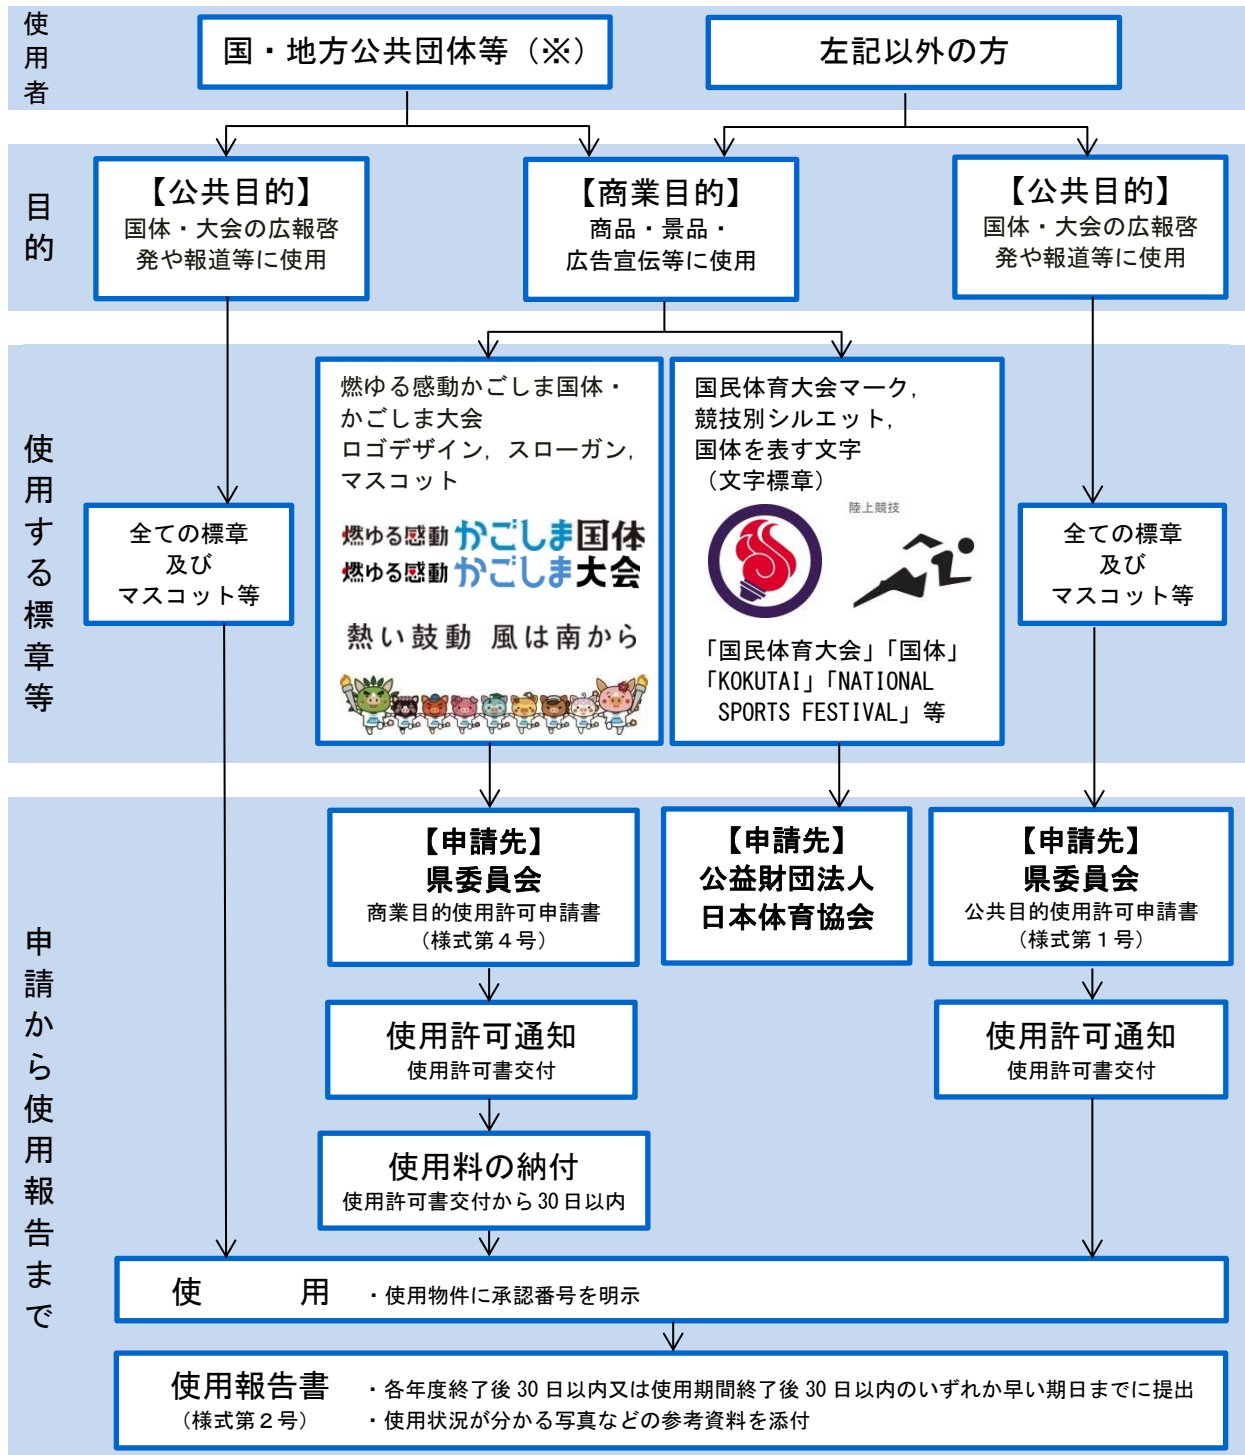 使用者
国・地方公共団体等（※）
左記以外の方
目的
【公共目的】
国体・大会の広報啓
発や報道等に使用
【商業目的】
商品・景品・
広告宣伝等に使用
【公共目的】
国体・大会の広報啓
発や報道等に使用
使用する標章等
全ての標章
及び
マスコット等
燃ゆる感動かごしま国体・
かごしま大会
ロゴデザイン，スローガン，
マスコット
燃ゆる感動 かごしま国体
燃ゆる感動 かごしま大会
熱い鼓動 風は南から
国民体育大会マーク，
競技別シルエット，
国体を表す文字
（文字標章）
陸上競技
「国民体育大会」「国体」
「KOKUTAI」「NATIONAL
SPORTS FESTIVAL」等
全ての標章
及び
マスコット等
申請から使用報告まで
【申請先】
県委員会
商業目的使用許可申請書
（様式第４号）
【申請先】
公益財団法人
日本体育協会
【申請先】
県委員会
公共目的使用許可申請書
（様式第１号）
使用許可通知
使用許可書交付
使用許可通知
使用許可書交付
使用料の納付
使用許可書交付から30日以内
使　用 ・使用物件に承認番号を明示
使用報告書 ・各年度終了後30日以内又は使用期間終了後30日以内のいずれか早い期日までに提出
（様式第２号） ・使用状況が分かる写真などの参考資料を添付